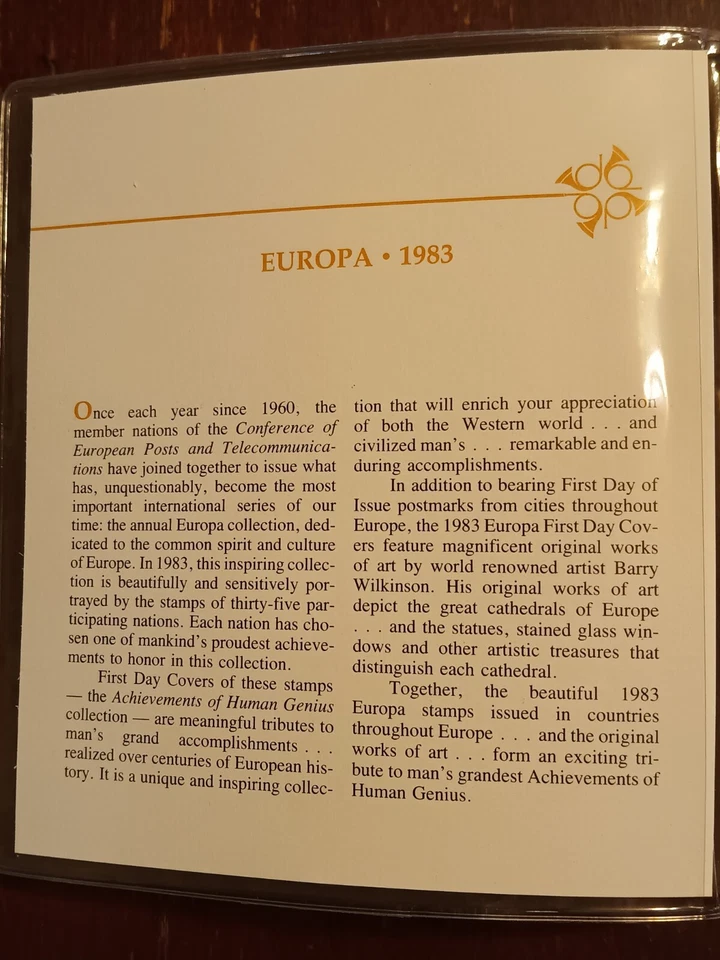 EUROPA • 1983
Once each year since 1960, the
member nations of the Conference of
European Posts and Telecommunica-
tions have joined together to issue what
has, unquestionably, become the most
important international series of our
time: the annual Europa collection, ded-
icated to the common spirit and culture
of Europe. In 1983, this inspiring collec-
tion is beautifully and sensitively por-
trayed by the stamps of thirty-five par-
ticipating nations. Each nation has cho-
sen one of mankind's proudest achieve-
ments to honor in this collection.
First Day Covers of these stamps
— the Achievements of Human Genius
collection — are meaningful tributes to
man's grand accomplishments . . .
realized over centuries of European his-
tory. It is a unique and inspiring collec-
tion that will enrich your appreciation
of both the Western world . . . and
civilized man's . . . remarkable and en-
during accomplishments.
In addition to bearing First Day of
Issue postmarks from cities throughout
Europe, the 1983 Europa First Day Cov-
ers feature magnificent original works
of art by world renowned artist Barry
Wilkinson. His original works of art
depict the great cathedrals of Europe
. . . and the statues, stained glass win-
dows and other artistic treasures that
distinguish each cathedral.
Together, the beautiful 1983
Europa stamps issued in countries
throughout Europe . . . and the original
works of art . . . form an exciting tri-
bute to man's grandest Achievements of
Human Genius.